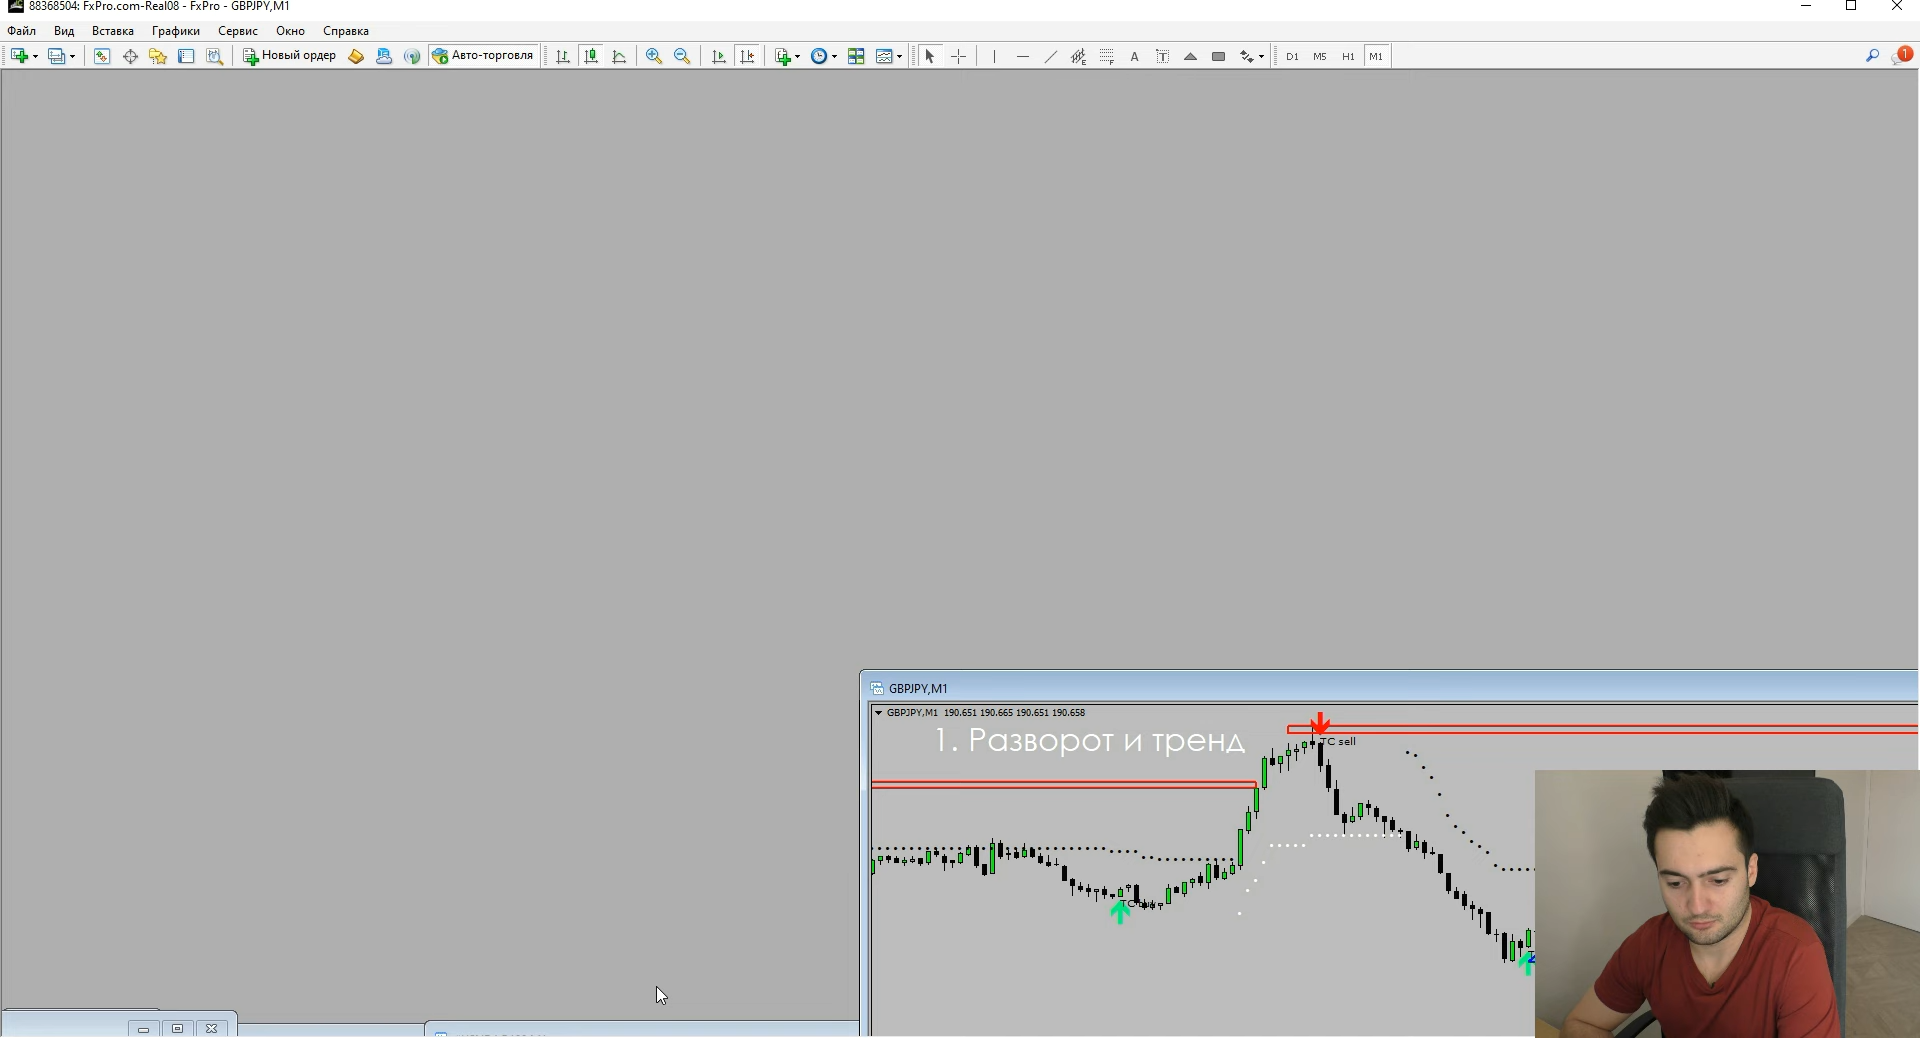 88368504: FxPro.com-Real08 - FxPro - GBPJPY,M1
Файл Вид Вставка Графики Сервис Окно Справка
Новый ордер Авто-торговля A T D1 M5 H1 M1 1
GBPJPY,M1
GBPJPY,M1 190.651 190.665 190.651 190.658
1. Разворот и тренд
TC sell